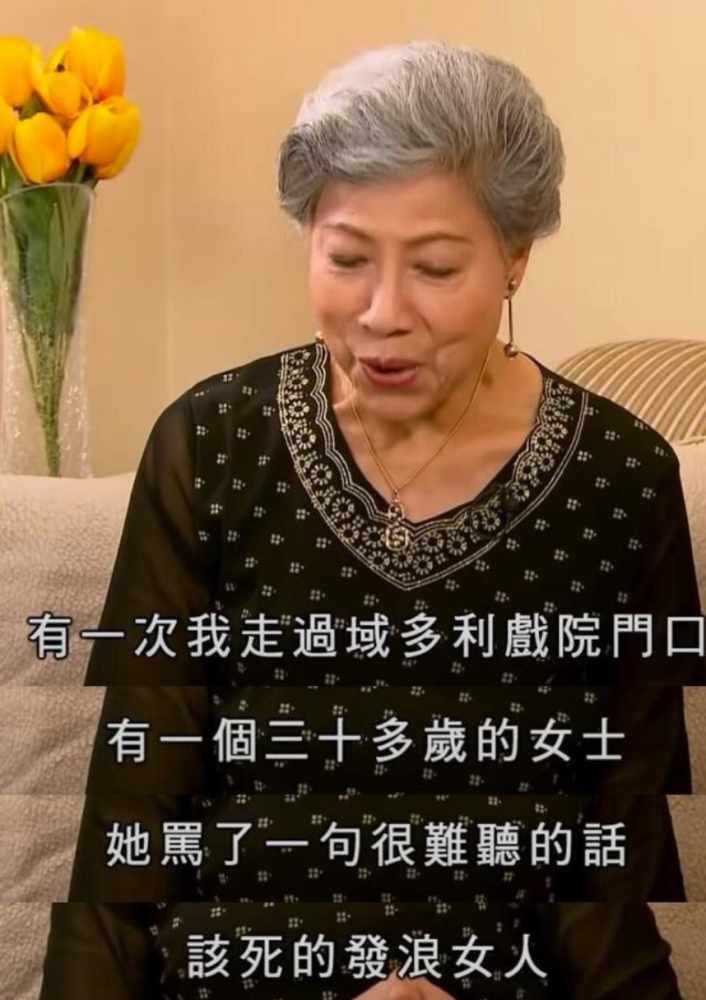 有一次我走過域多利戲院門口
有一個三十多歲的女士
她罵了一句很難聽的話
該死的發浪女人